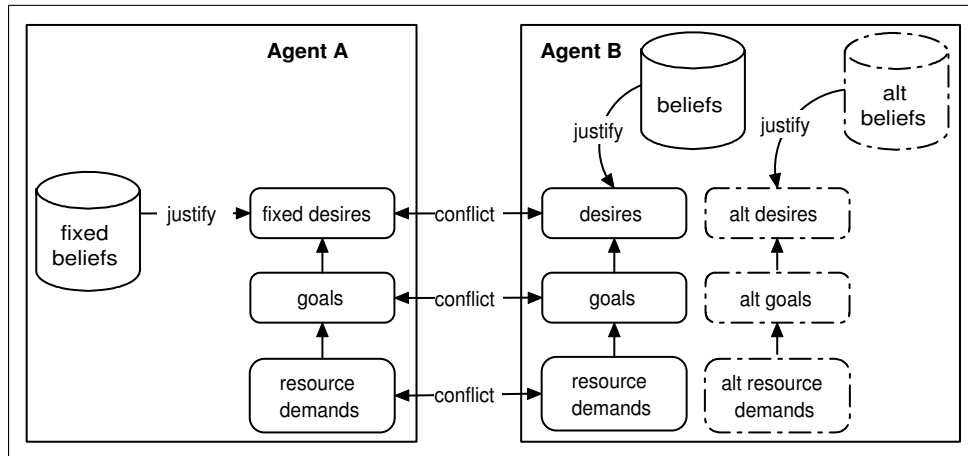 Agent A
fixed
beliefs
justify
fixed desires
goals
resource
demands
conflict
conflict
conflict
Agent B
beliefs
justify
desires
goals
resource
demands
alt
beliefs
justify
alt desires
alt goals
alt resource
demands